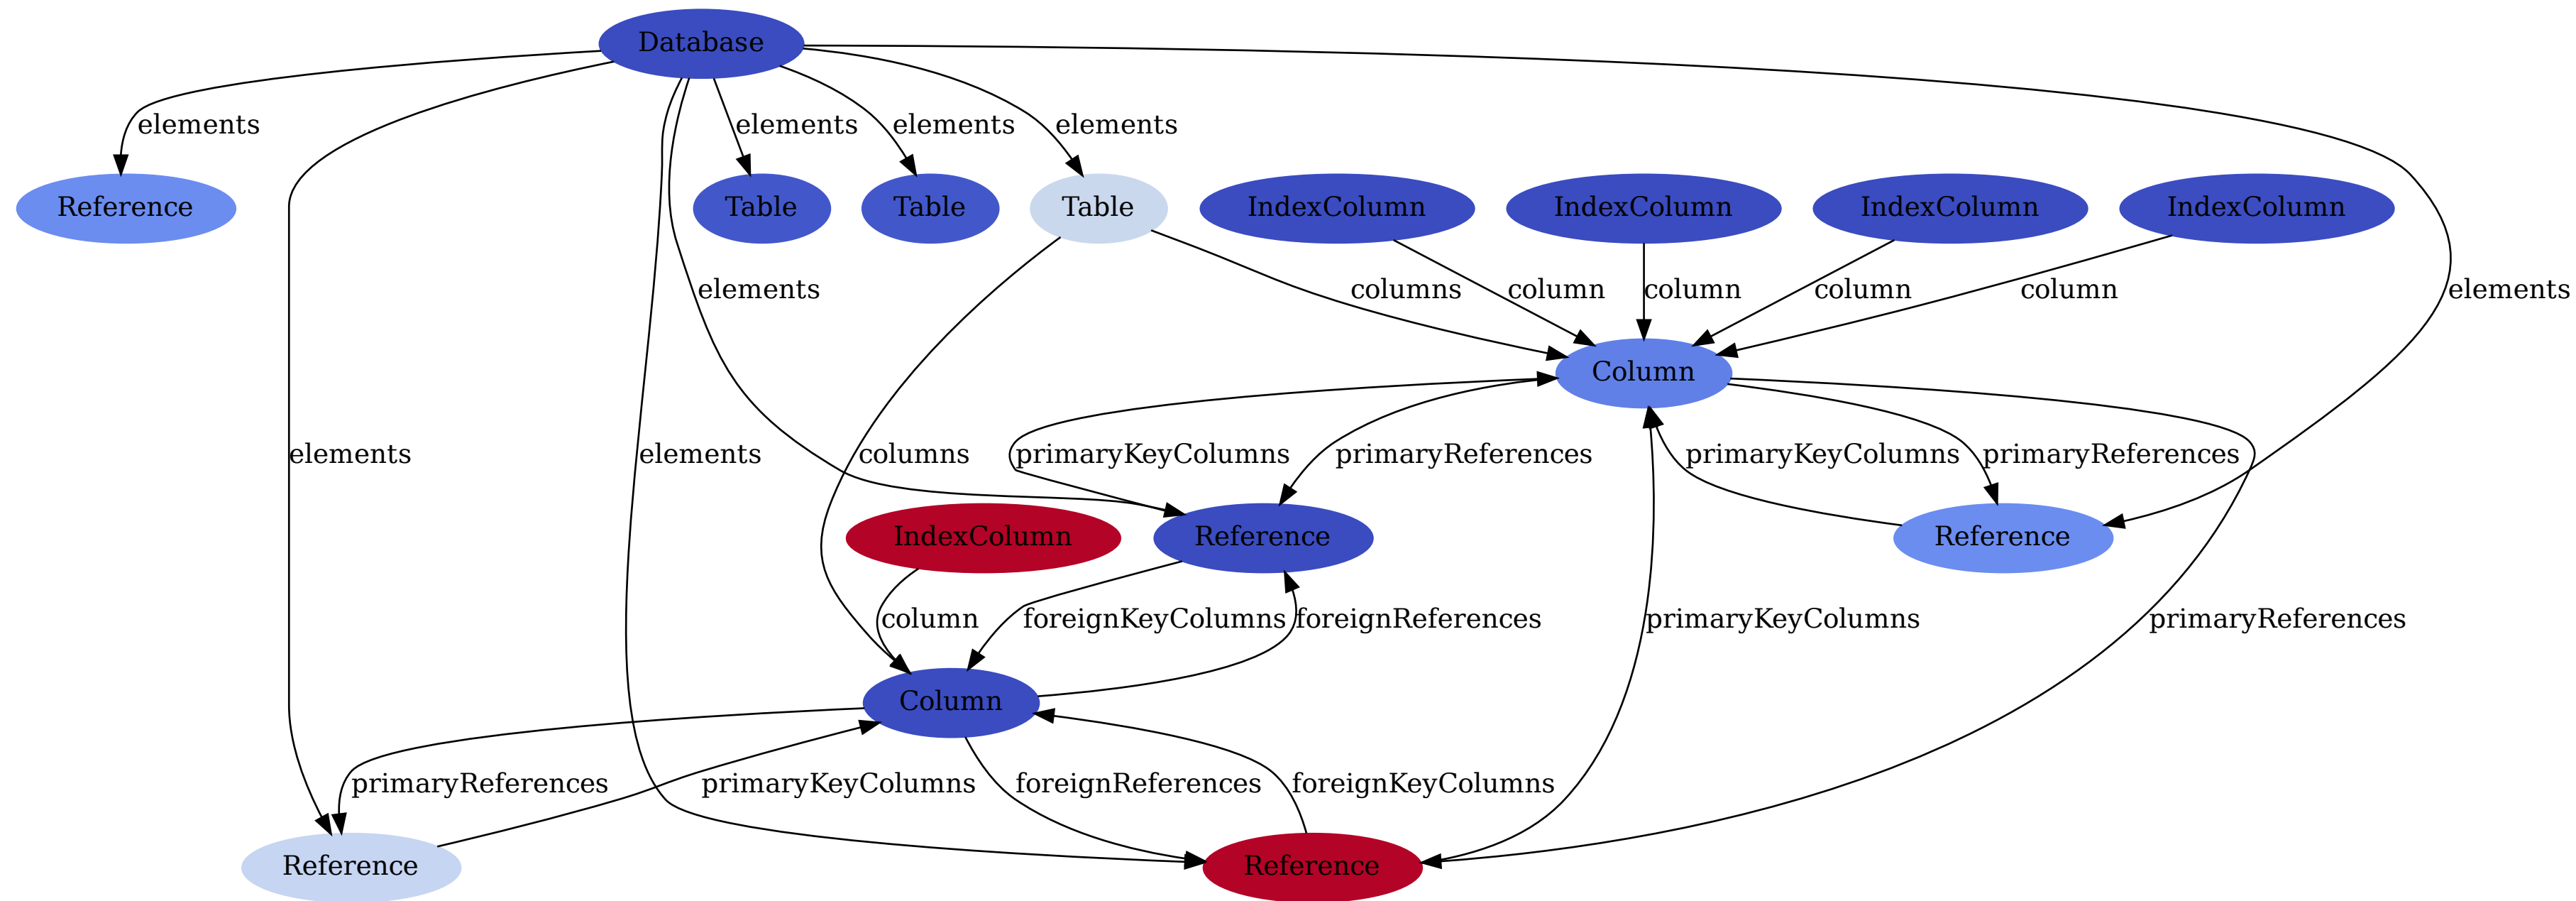 Database
elements
elements
elements
elements
Reference
Table
Table
Table
IndexColumn
IndexColumn
IndexColumn
IndexColumn
elements
columns
column
column
column
column
elements
Column
elements
elements
columns
primaryKeyColumns
primaryReferences
primaryKeyColumns
primaryReferences
IndexColumn
Reference
Reference
column
foreignKeyColumns
foreignReferences
primaryKeyColumns
primaryReferences
Column
primaryReferences
primaryKeyColumns
foreignReferences
foreignKeyColumns
Reference
Reference